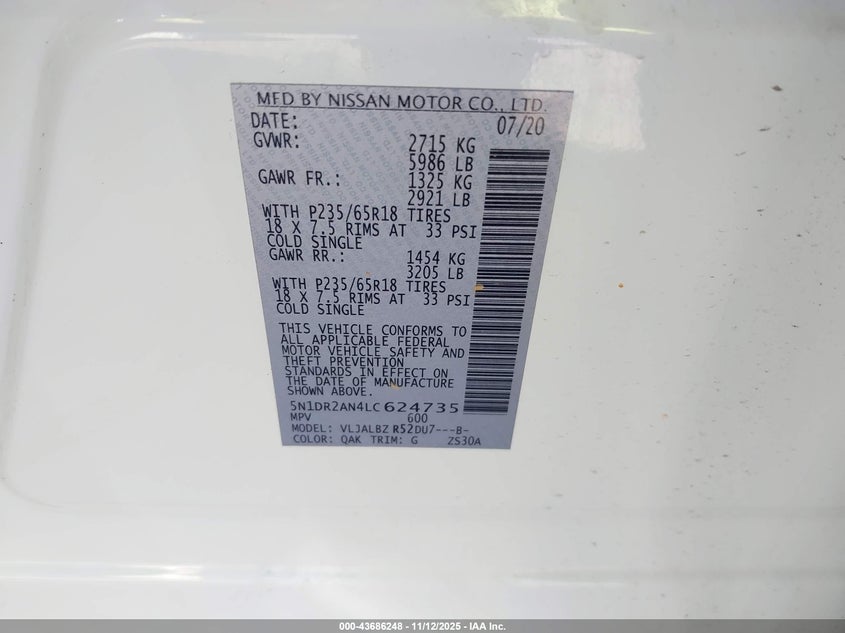 MFD BY NISSAN MOTOR CO., LTD.
DATE: 07/20
GVWR: 2715 KG
5986 LB
GAWR FR.: 1325 KG
2921 LB
WITH P235/65R18 TIRES
18 X 7.5 RIMS AT 33 PSI
COLD SINGLE
GAWR RR.: 1454 KG
3205 LB
WITH P235/65R18 TIRES
18 X 7.5 RIMS AT 33 PSI
COLD SINGLE
THIS VEHICLE CONFORMS TO
ALL APPLICABLE FEDERAL
MOTOR VEHICLE SAFETY AND
THEFT PREVENTION
STANDARDS IN EFFECT ON
THE DATE OF MANUFACTURE
SHOWN ABOVE.
5N1DR2AN4LC624735
MPV 600
MODEL: VLJALBZ R52DU7---B-
COLOR: QAK TRIM: G ZS30A
000-43686248 - 11/12/2025 - IAA Inc.